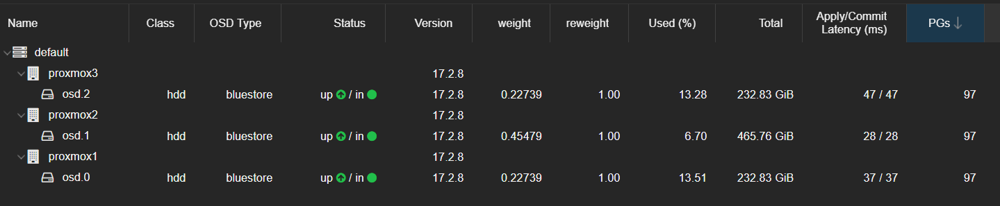 Name Class OSD Type Status Version weight reweight Used (%) Total Apply/Commit Latency (ms) PGs
default
proxmox3 17.2.8
osd.2 hdd bluestore up / in 17.2.8 0.22739 1.00 13.28 232.83 GiB 47 / 47 97
proxmox2 17.2.8
osd.1 hdd bluestore up / in 17.2.8 0.45479 1.00 6.70 465.76 GiB 28 / 28 97
proxmox1 17.2.8
osd.0 hdd bluestore up / in 17.2.8 0.22739 1.00 13.51 232.83 GiB 37 / 37 97